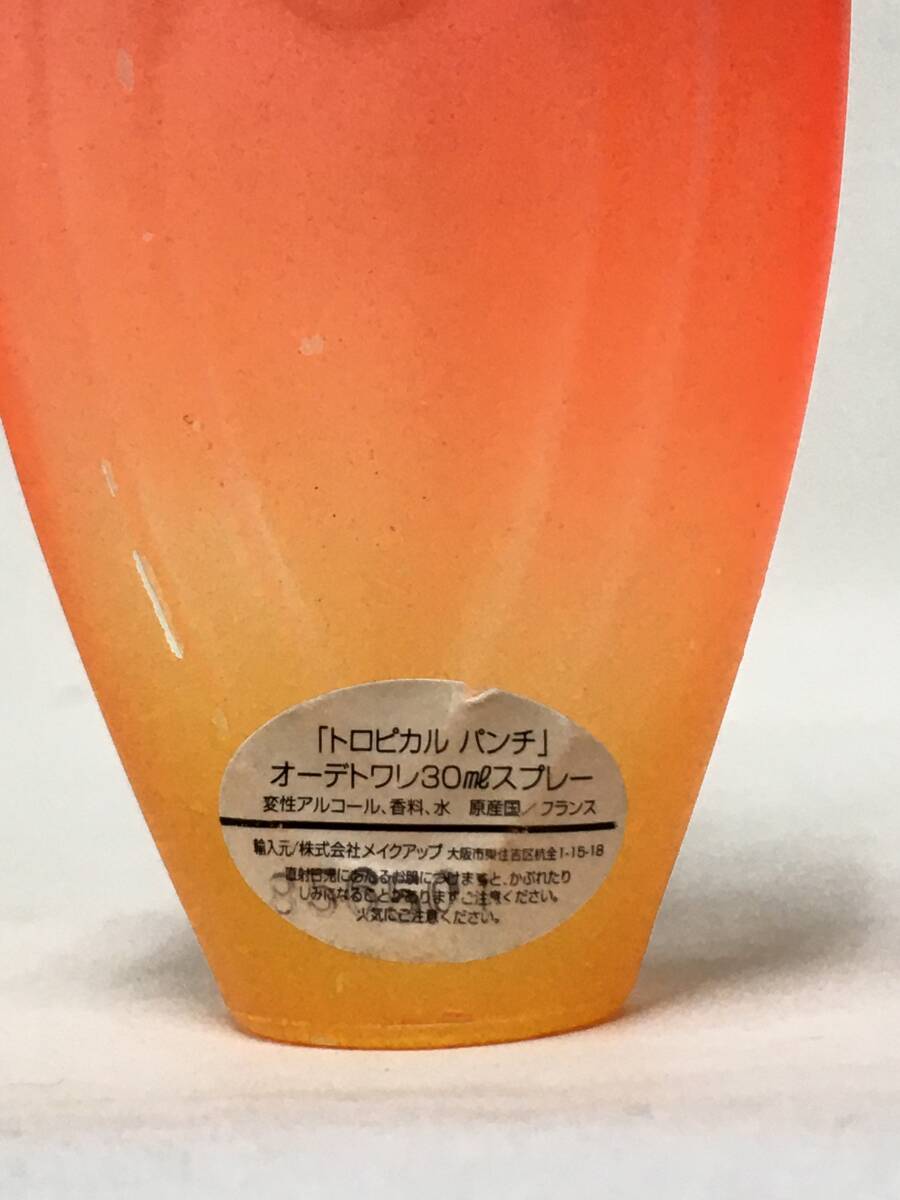 「トロピカル パンチ」
オーデトワレ30mlスプレー
変性アルコール、香料、水 原産国/フランス
輸入元/株式会社メイクアップ 大阪市東住吉区杭全1-15-18
直射日光にあたるお肌につけますと、かぶれたり
しみになることがありますご注意ください。
火気にご注意ください。